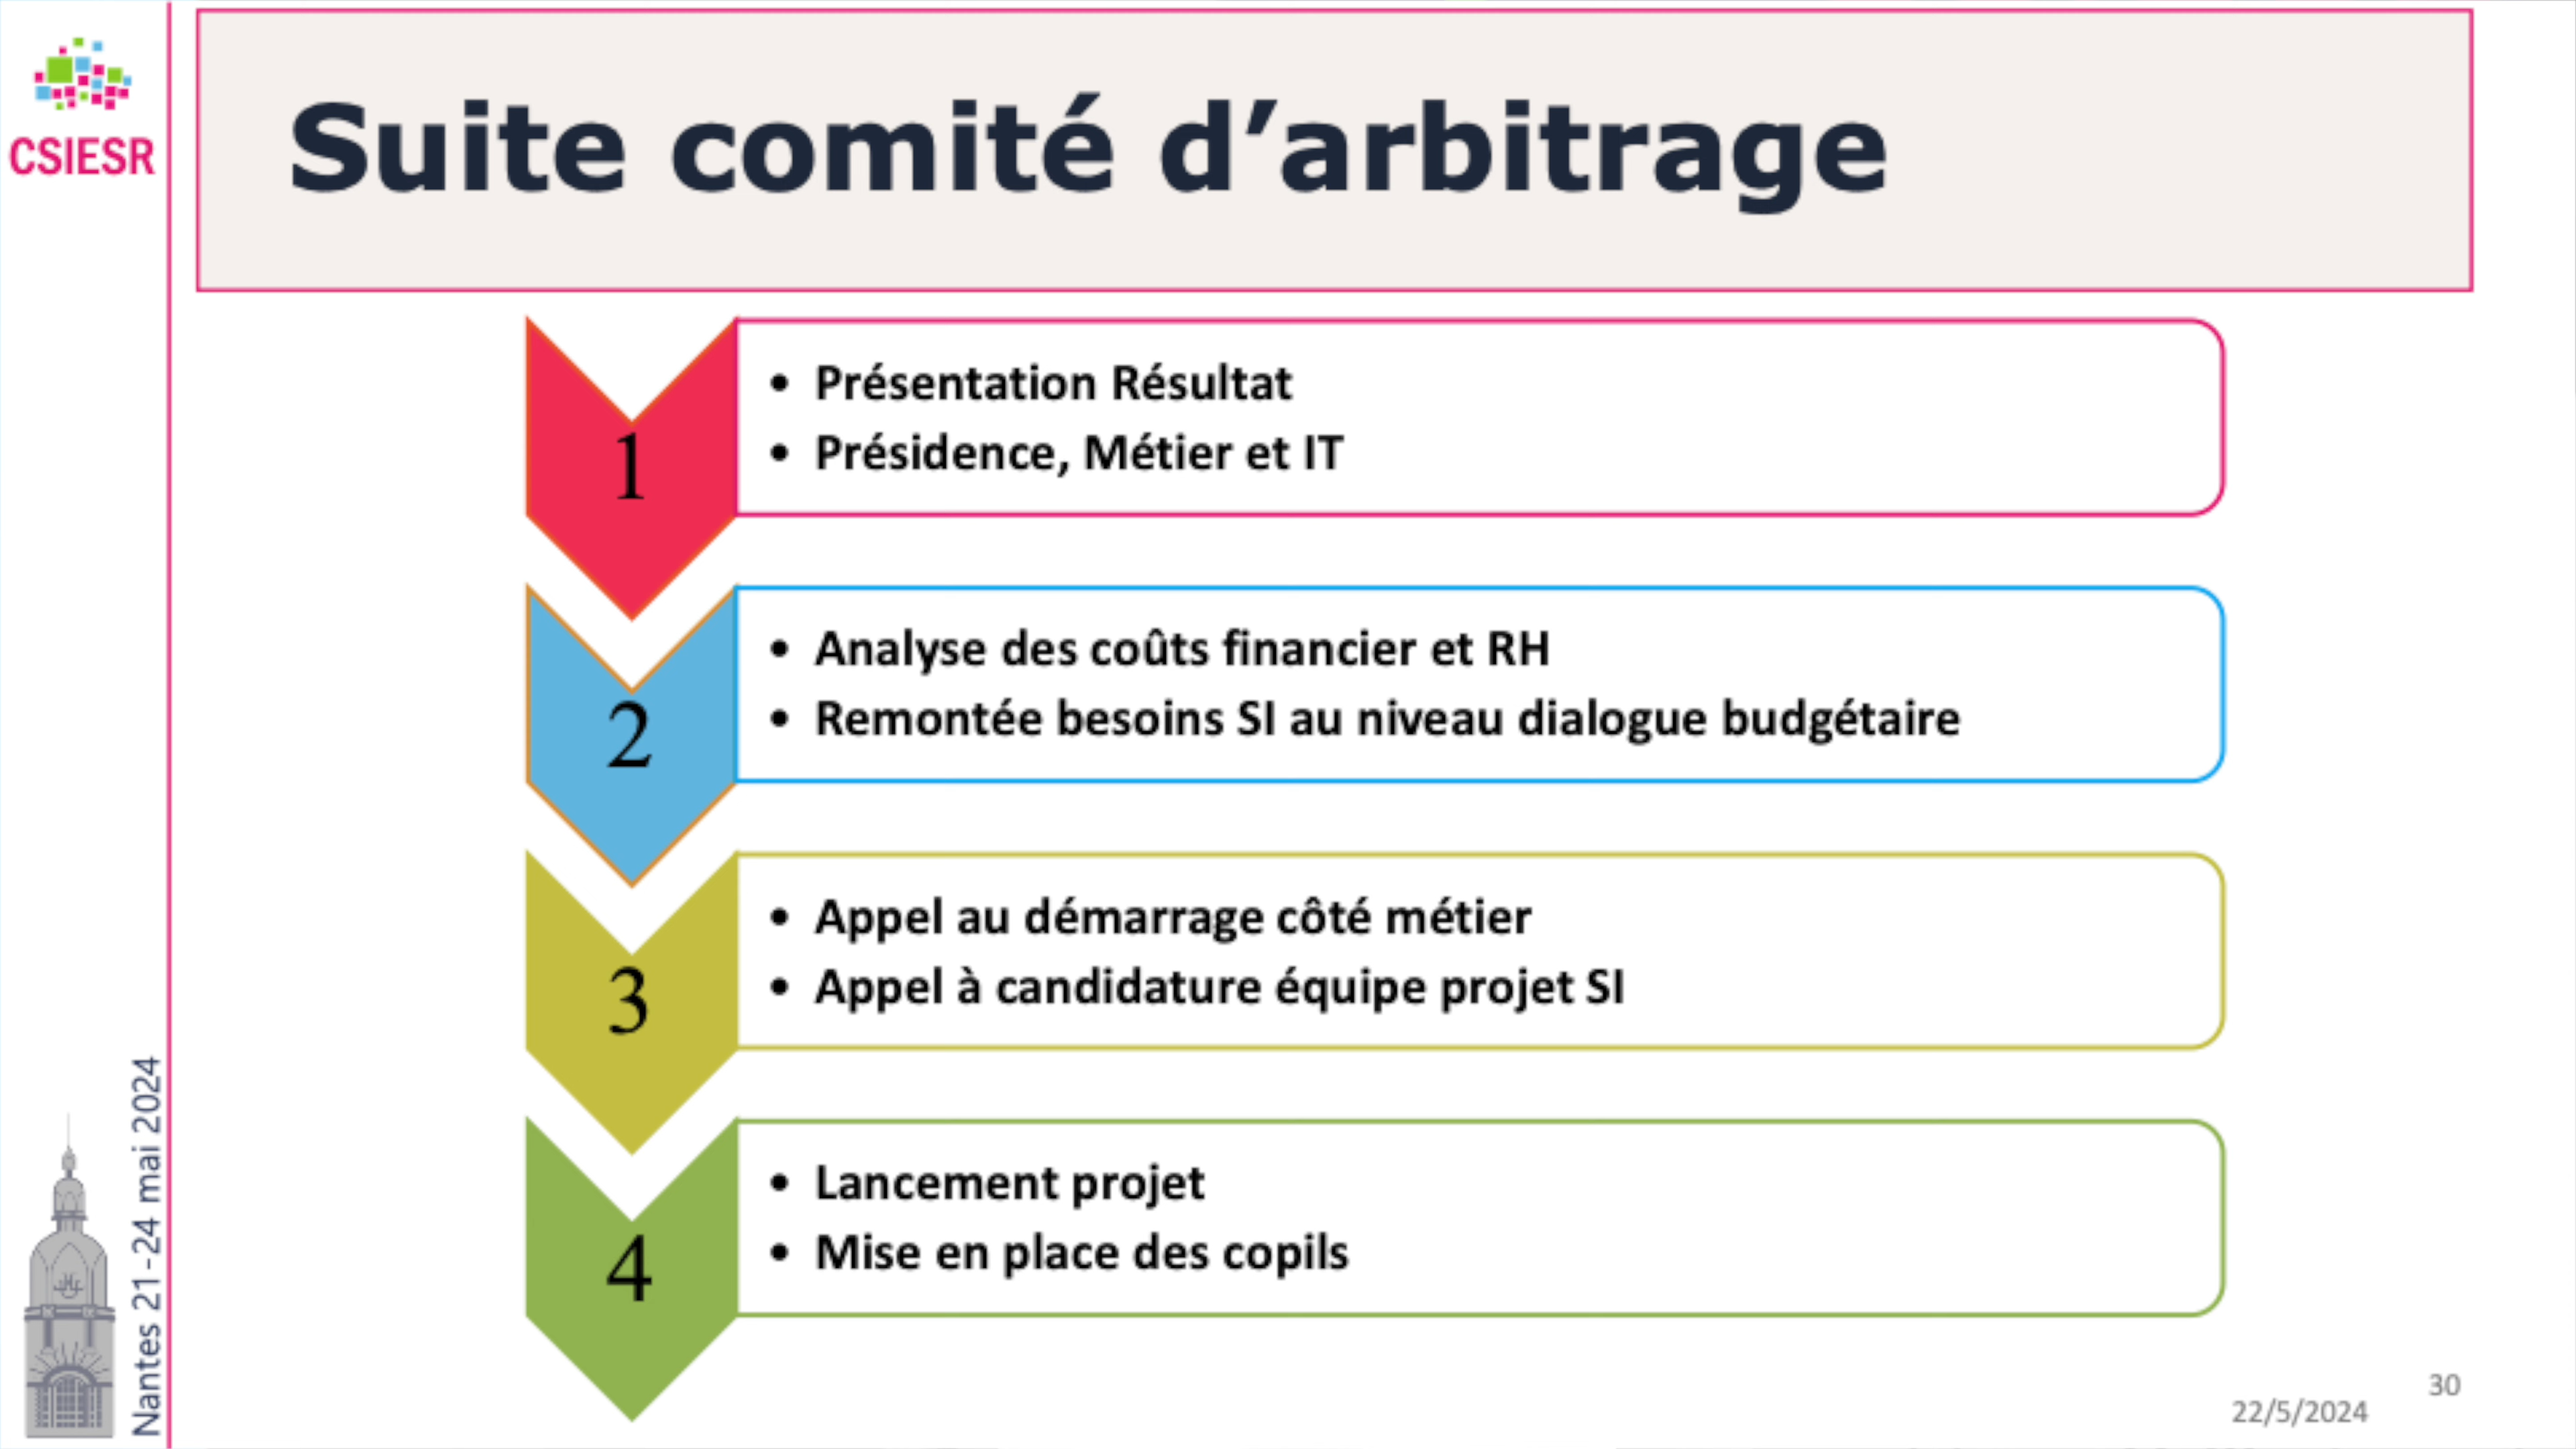 CSIESR
Suite comité d’arbitrage
1
• Présentation Résultat
• Présidence, Métier et IT
2
• Analyse des coûts financier et RH
• Remontée besoins SI au niveau dialogue budgétaire
3
• Appel au démarrage côté métier
• Appel à candidature équipe projet SI
4
• Lancement projet
• Mise en place des copils
Nantes 21-24 mai 2024
30
22/5/2024